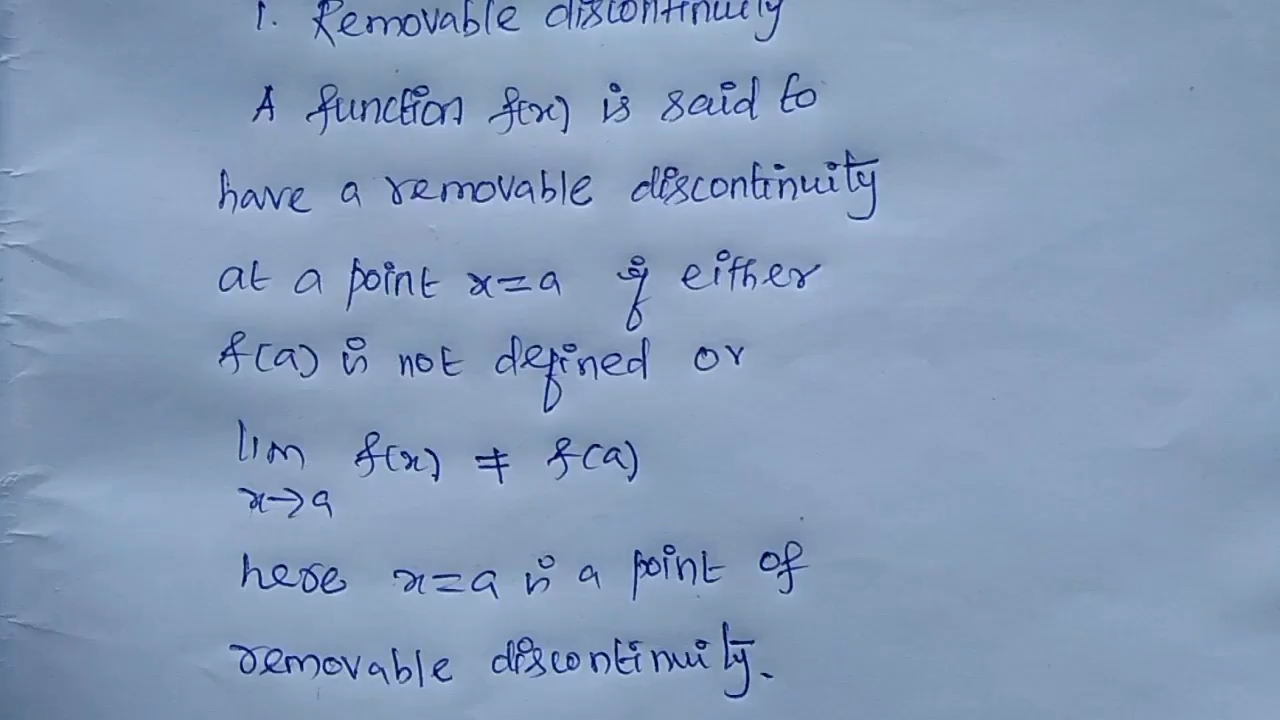 1. Removable discontinuity
A function f(x) is said to
have a removable discontinuity
at a point x=a if either
f(a) is not defined or
lim f(x) ≠ f(a)
x→a
here x=a is a point of
removable discontinuity.